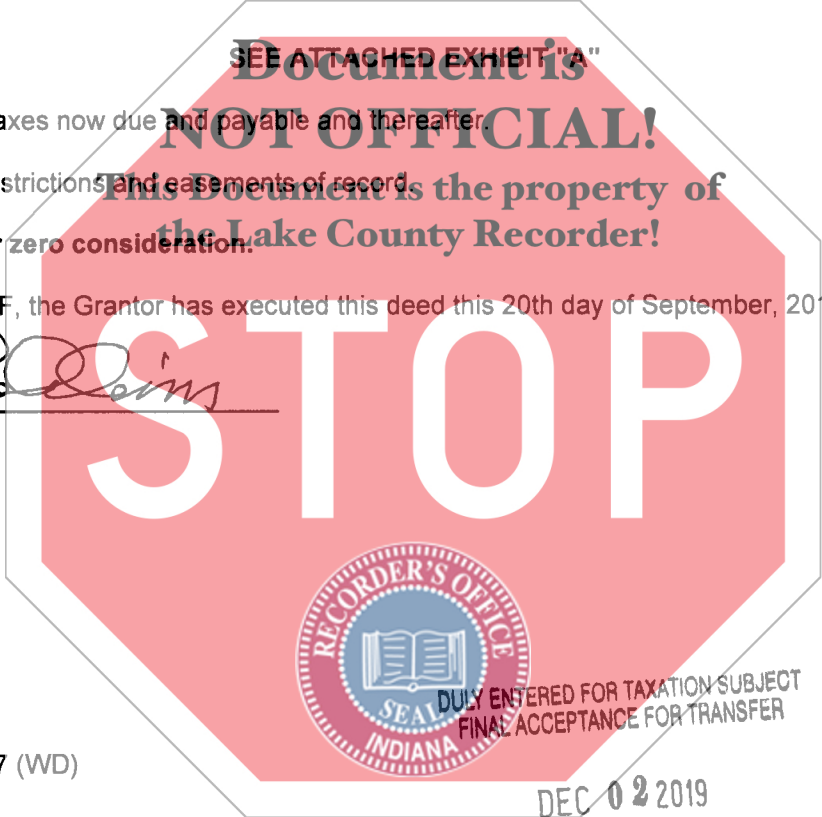 SEE ATTACHED EXHIBIT "A"
Document is
axes now due and payable and thereafter.
NOT OFFICIAL!
strictions and easements of record.
This Document is the property of
zero consideration.
the Lake County Recorder!
F, the Grantor has executed this deed this 20th day of September, 201
STOP
RECORDER'S OFFICE
SEAL
INDIANA
DULY ENTERED FOR TAXATION SUBJECT
FINAL ACCEPTANCE FOR TRANSFER
7 (WD)
DEC 02 2019